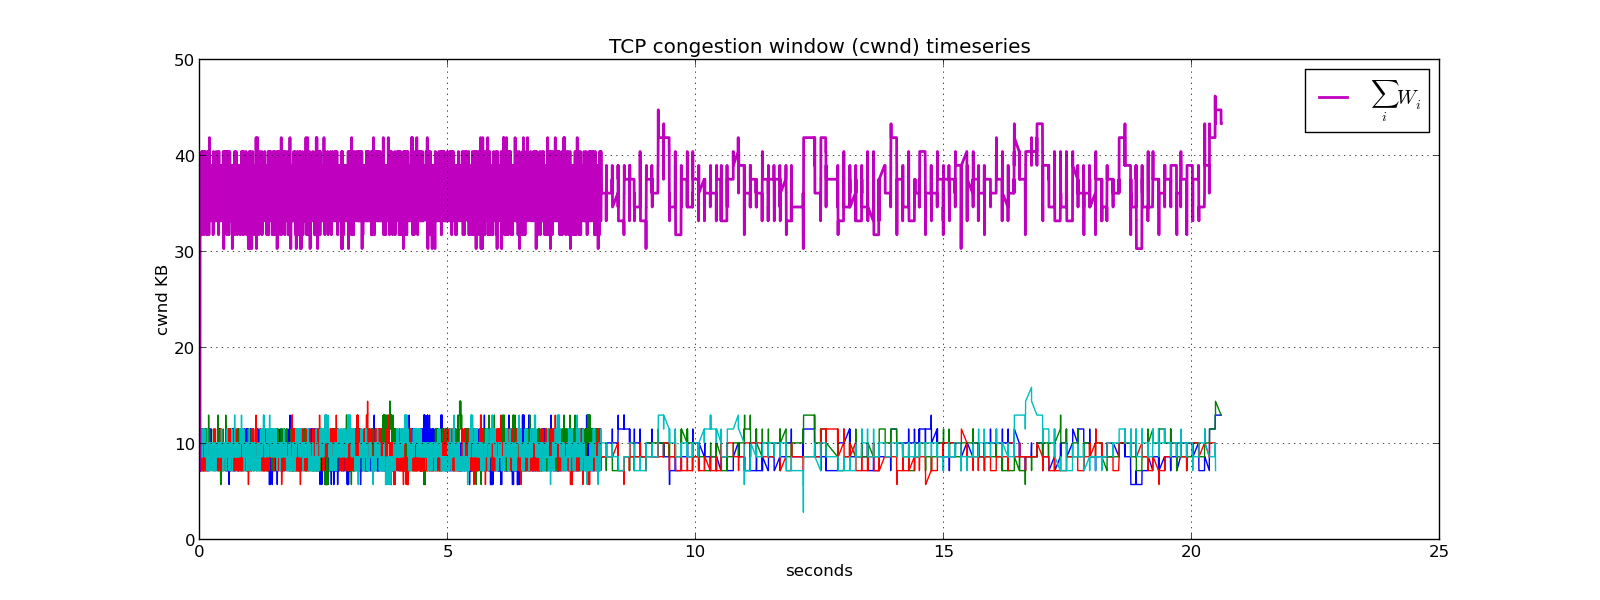 TCP congestion window (cwnd) timeseries
50
40
30
20
10
0
cwnd KB
0 5 10 15 20 25
seconds
∑ᵢ Wᵢ